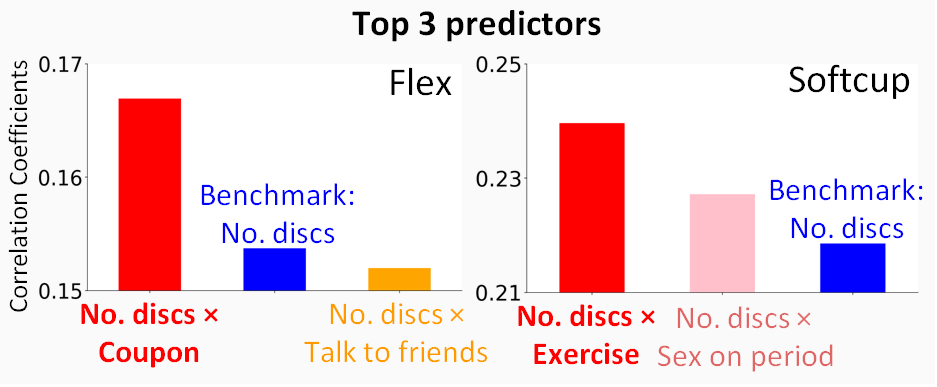 Top 3 predictors
Correlation Coefficients
0.17
0.16
0.15
Flex
Benchmark:
No. discs
No. discs ×
Coupon
No. discs ×
Talk to friends
0.25
0.23
0.21
Softcup
Benchmark:
No. discs
No. discs ×
Exercise
No. discs ×
Sex on period